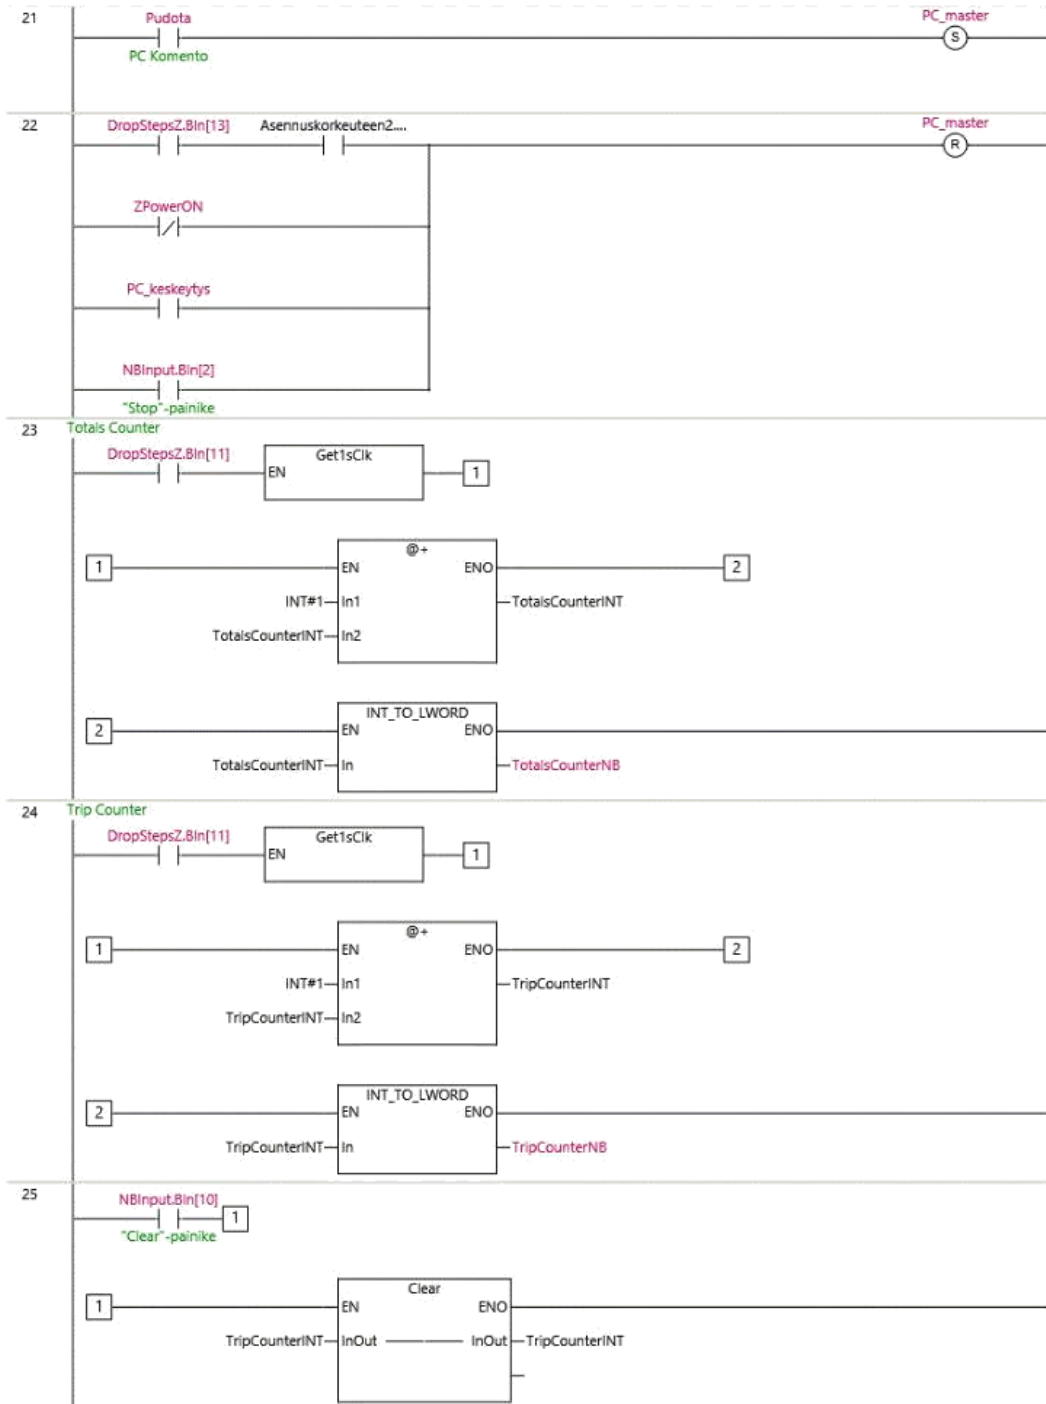 21
Pudota
PC_master
S
PC Komento
22
DropStepsZ.BIn[13]
Asennuskorkeuteen2....
PC_master
R
ZPowerON
PC_keskeytys
NBInput.BIn[2]
"Stop"-painike
23
Totals Counter
DropStepsZ.BIn[11]
Get1sClk
EN
1
@+
1
EN
ENO
2
INT#1
In1
TotalsCounterINT
TotalsCounterINT
In2
INT_TO_LWORD
2
EN
ENO
TotalsCounterINT
In
TotalsCounterNB
24
Trip Counter
DropStepsZ.BIn[11]
Get1sClk
EN
1
@+
1
EN
ENO
2
INT#1
In1
TripCounterINT
TripCounterINT
In2
INT_TO_LWORD
2
EN
ENO
TripCounterINT
In
TripCounterNB
25
NBInput.BIn[10]
1
"Clear"-painike
Clear
1
EN
ENO
TripCounterINT
InOut
InOut
TripCounterINT